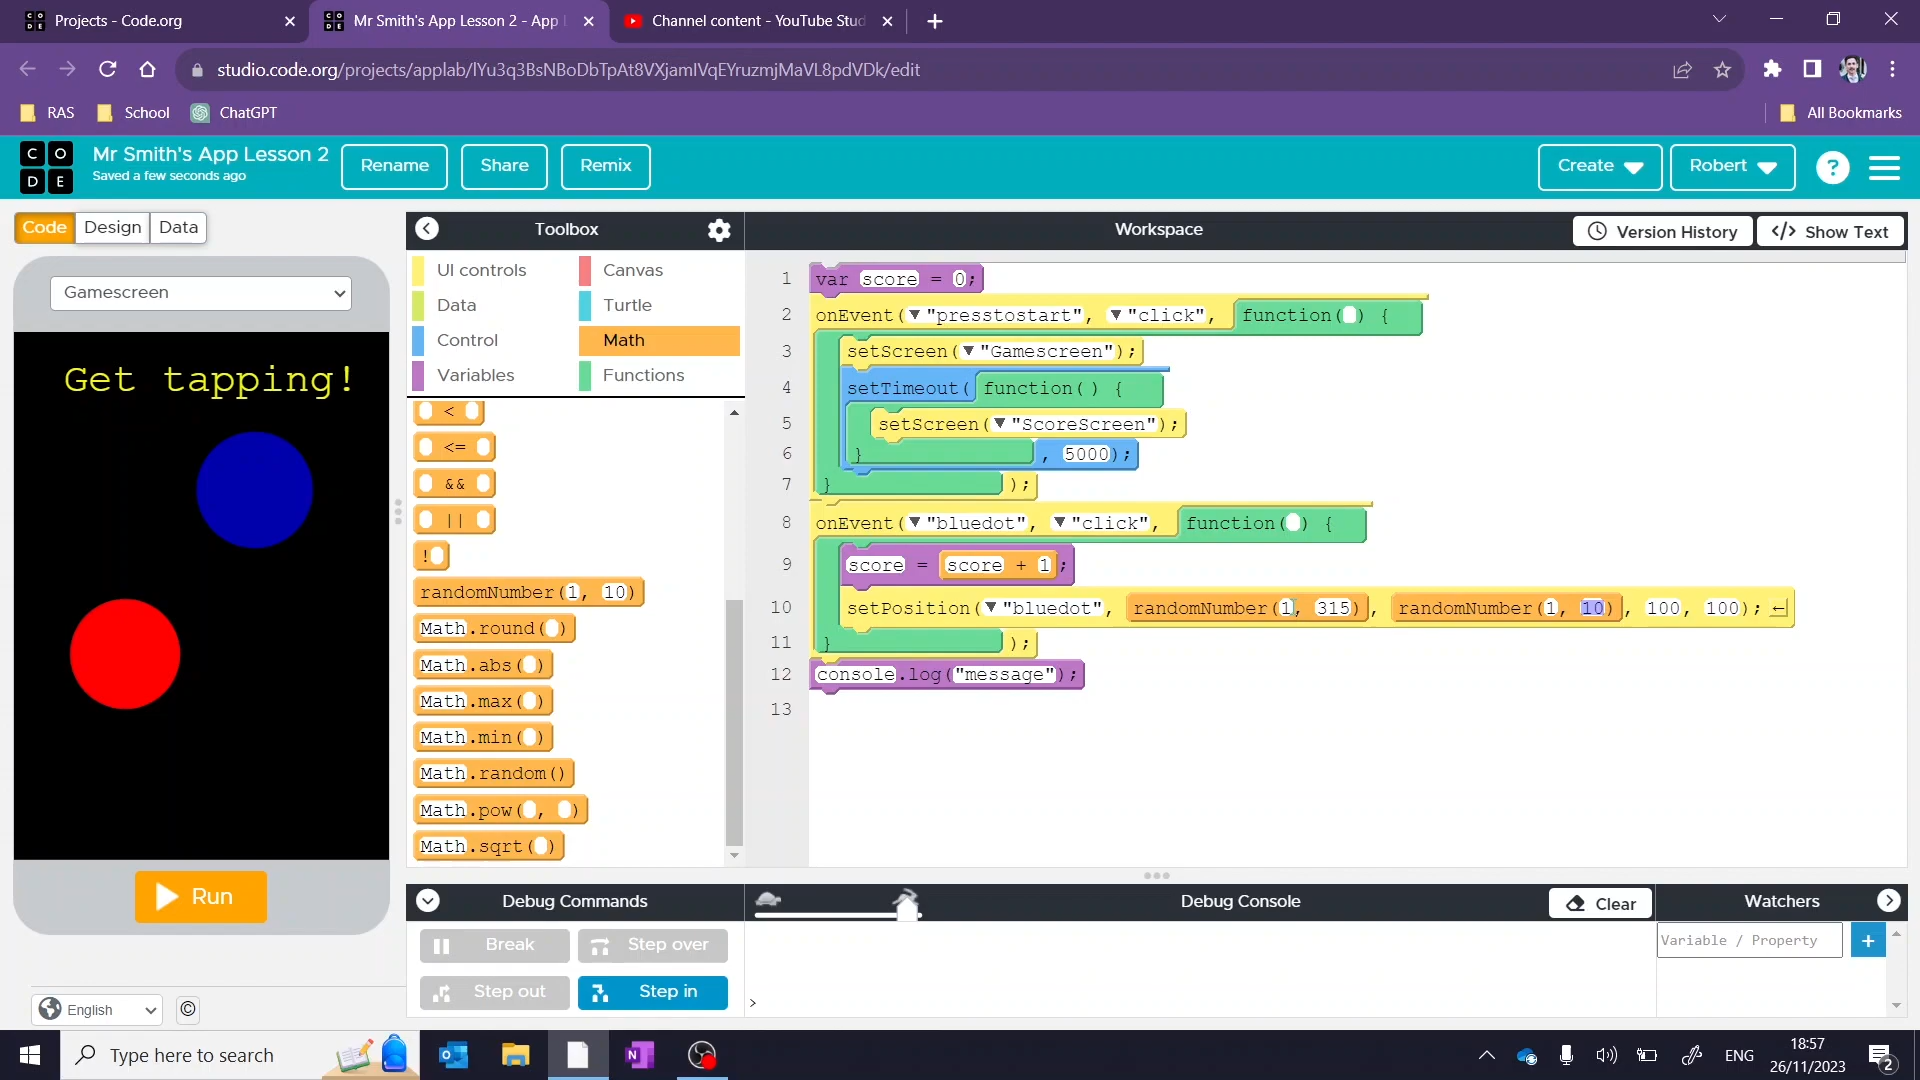 Projects - Code.org
Mr Smith's App Lesson 2 - App
Channel content - YouTube Stud
studio.code.org/projects/applab/lYu3q3BsNBoDbTpAt8VXjamIVqEYruzmjMaVL8pdVDk/edit
RAS
School
ChatGPT
All Bookmarks
C O D E
Mr Smith's App Lesson 2
Saved a few seconds ago
Rename
Share
Remix
Create
Robert
?
Code
Design
Data
Toolbox
Workspace
Version History
</> Show Text
Gamescreen
Get tapping!
Run
UI controls
Canvas
Data
Turtle
Control
Math
Variables
Functions
<
<=
&&
||
!
randomNumber(1, 10)
Math.round( )
Math.abs( )
Math.max( )
Math.min( )
Math.random()
Math.pow( , )
Math.sqrt( )
1 var score = 0;
2 onEvent(▼"presstostart", ▼"click", function( ) {
3 setScreen(▼"Gamescreen");
4 setTimeout(function() {
5 setScreen(▼"ScoreScreen");
6 }, 5000);
7 });
8 onEvent(▼"bluedot", ▼"click", function( ) {
9 score = score + 1;
10 setPosition(▼"bluedot", randomNumber(1, 315), randomNumber(1, 10), 100, 100); ←
11 });
12 console.log("message");
13
Debug Commands
Debug Console
Clear
Watchers
Break
Step over
Step out
Step in
Variable / Property
+
>
English
©
Type here to search
ENG
18:57
26/11/2023
2